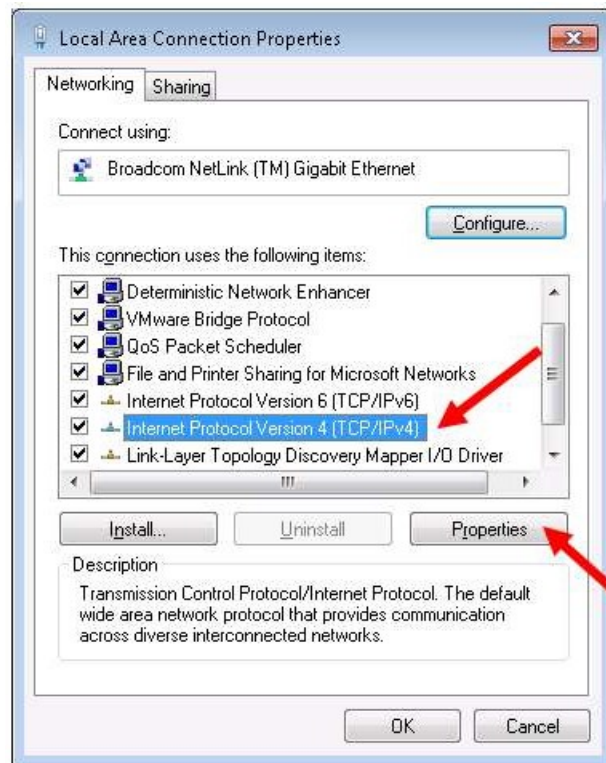 Local Area Connection Properties
Networking
Sharing
Connect using:
Broadcom NetLink (TM) Gigabit Ethernet
Configure...
This connection uses the following items:
Deterministic Network Enhancer
VMware Bridge Protocol
QoS Packet Scheduler
File and Printer Sharing for Microsoft Networks
Internet Protocol Version 6 (TCP/IPv6)
Internet Protocol Version 4 (TCP/IPv4)
Link-Layer Topology Discovery Mapper I/O Driver
Install...
Uninstall
Properties
Description
Transmission Control Protocol/Internet Protocol. The default
wide area network protocol that provides communication
across diverse interconnected networks.
OK
Cancel